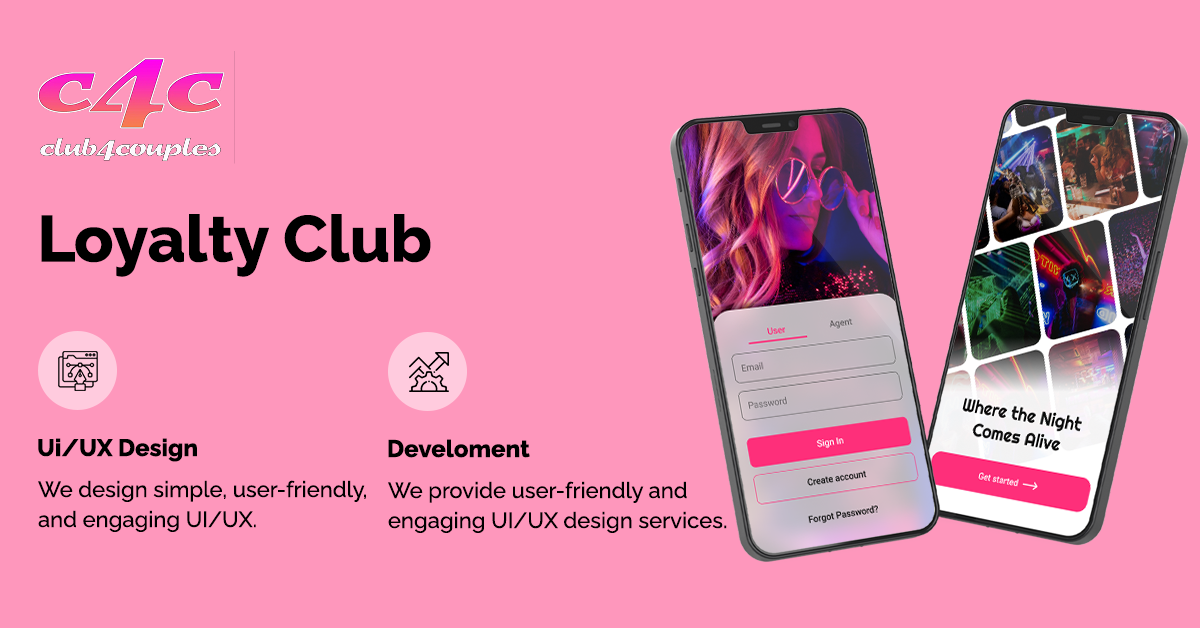 c4c
club4couples
Loyalty Club
Ui/UX Design
We design simple, user-friendly,
and engaging UI/UX.
Develoment
We provide user-friendly and
engaging UI/UX design services.
User
Agent
Email
Password
Sign In
Create account
Forgot Password?
Where the Night
Comes Alive
Get started